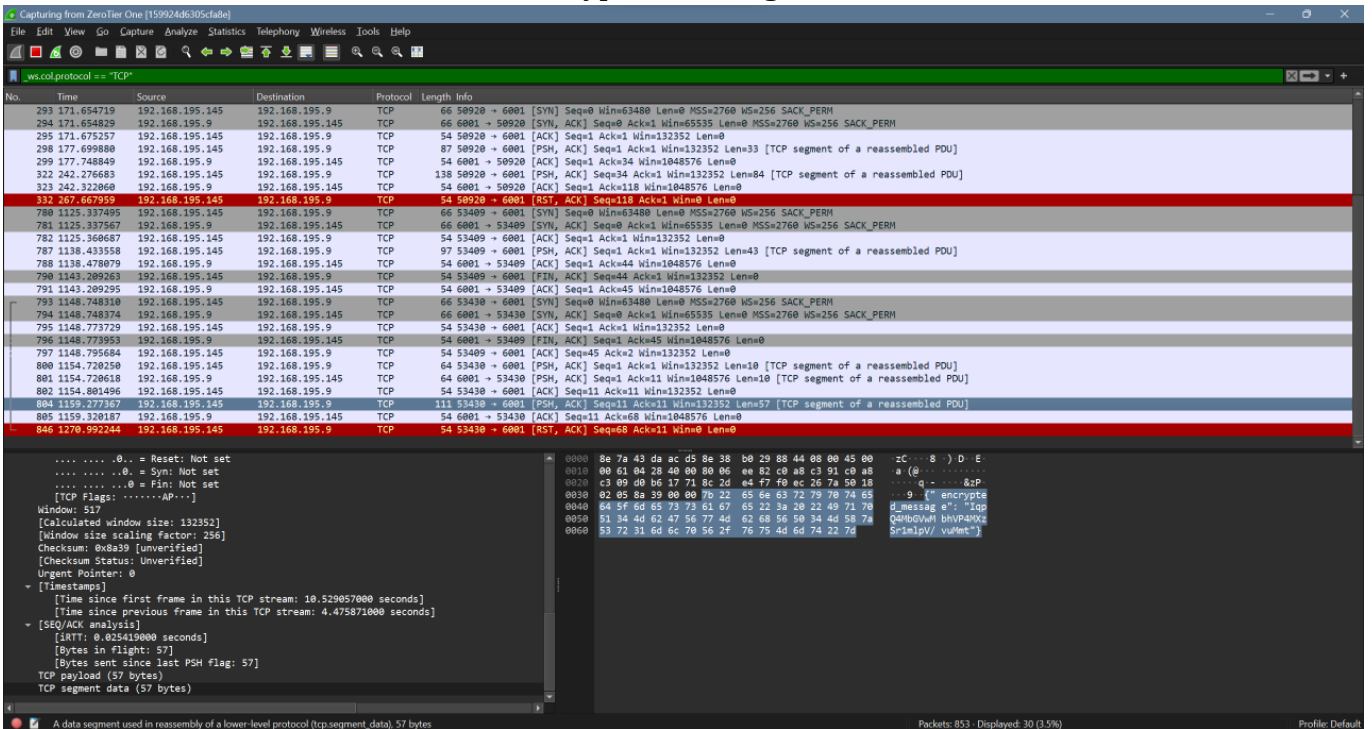 Capturing from ZeroTier One [159924d6305cfa8e]
File Edit View Go Capture Analyze Statistics Telephony Wireless Tools Help
_ws.col.protocol == "TCP"
No. Time Source Destination Protocol Length Info
293 171.654719 192.168.195.145 192.168.195.9 TCP 66 50920 → 6001 [SYN] Seq=0 Win=63480 Len=0 MSS=2760 WS=256 SACK_PERM
294 171.654829 192.168.195.9 192.168.195.145 TCP 66 6001 → 50920 [SYN, ACK] Seq=0 Ack=1 Win=65535 Len=0 MSS=2760 WS=256 SACK_PERM
295 171.675257 192.168.195.145 192.168.195.9 TCP 54 50920 → 6001 [ACK] Seq=1 Ack=1 Win=132352 Len=0
298 177.699880 192.168.195.145 192.168.195.9 TCP 87 50920 → 6001 [PSH, ACK] Seq=1 Ack=1 Win=132352 Len=33 [TCP segment of a reassembled PDU]
299 177.748849 192.168.195.9 192.168.195.145 TCP 54 6001 → 50920 [ACK] Seq=1 Ack=34 Win=1048576 Len=0
322 242.276683 192.168.195.145 192.168.195.9 TCP 138 50920 → 6001 [PSH, ACK] Seq=34 Ack=1 Win=132352 Len=84 [TCP segment of a reassembled PDU]
323 242.322060 192.168.195.9 192.168.195.145 TCP 54 6001 → 50920 [ACK] Seq=1 Ack=118 Win=1048576 Len=0
332 267.667959 192.168.195.145 192.168.195.9 TCP 54 50920 → 6001 [RST, ACK] Seq=118 Ack=1 Win=0 Len=0
780 1125.337495 192.168.195.145 192.168.195.9 TCP 66 53409 → 6001 [SYN] Seq=0 Win=63480 Len=0 MSS=2760 WS=256 SACK_PERM
781 1125.337567 192.168.195.9 192.168.195.145 TCP 66 6001 → 53409 [SYN, ACK] Seq=0 Ack=1 Win=65535 Len=0 MSS=2760 WS=256 SACK_PERM
782 1125.360687 192.168.195.145 192.168.195.9 TCP 54 53409 → 6001 [ACK] Seq=1 Ack=1 Win=132352 Len=0
787 1138.433558 192.168.195.145 192.168.195.9 TCP 97 53409 → 6001 [PSH, ACK] Seq=1 Ack=1 Win=132352 Len=43 [TCP segment of a reassembled PDU]
788 1138.478079 192.168.195.9 192.168.195.145 TCP 54 6001 → 53409 [ACK] Seq=1 Ack=44 Win=1048576 Len=0
790 1143.209263 192.168.195.145 192.168.195.9 TCP 54 53409 → 6001 [FIN, ACK] Seq=44 Ack=1 Win=132352 Len=0
791 1143.209295 192.168.195.9 192.168.195.145 TCP 54 6001 → 53409 [ACK] Seq=1 Ack=45 Win=1048576 Len=0
793 1148.748310 192.168.195.145 192.168.195.9 TCP 66 53430 → 6001 [SYN] Seq=0 Win=63480 Len=0 MSS=2760 WS=256 SACK_PERM
794 1148.748374 192.168.195.9 192.168.195.145 TCP 66 6001 → 53430 [SYN, ACK] Seq=0 Ack=1 Win=65535 Len=0 MSS=2760 WS=256 SACK_PERM
795 1148.773729 192.168.195.145 192.168.195.9 TCP 54 53430 → 6001 [ACK] Seq=1 Ack=1 Win=132352 Len=0
796 1148.773953 192.168.195.9 192.168.195.145 TCP 54 6001 → 53409 [FIN, ACK] Seq=1 Ack=45 Win=1048576 Len=0
797 1148.795684 192.168.195.145 192.168.195.9 TCP 54 53409 → 6001 [ACK] Seq=45 Ack=2 Win=132352 Len=0
800 1154.720250 192.168.195.145 192.168.195.9 TCP 64 53430 → 6001 [PSH, ACK] Seq=1 Ack=1 Win=132352 Len=10 [TCP segment of a reassembled PDU]
801 1154.720618 192.168.195.9 192.168.195.145 TCP 64 6001 → 53430 [PSH, ACK] Seq=1 Ack=11 Win=1048576 Len=10 [TCP segment of a reassembled PDU]
802 1154.801496 192.168.195.145 192.168.195.9 TCP 54 53430 → 6001 [ACK] Seq=11 Ack=11 Win=132352 Len=0
804 1159.277367 192.168.195.145 192.168.195.9 TCP 111 53430 → 6001 [PSH, ACK] Seq=11 Ack=11 Win=132352 Len=57 [TCP segment of a reassembled PDU]
805 1159.320187 192.168.195.9 192.168.195.145 TCP 54 6001 → 53430 [ACK] Seq=11 Ack=68 Win=1048576 Len=0
846 1270.992244 192.168.195.145 192.168.195.9 TCP 54 53430 → 6001 [RST, ACK] Seq=68 Ack=11 Win=0 Len=0
.... .... .0.. = Reset: Not set
.... .... ..0. = Syn: Not set
.... .... ...0 = Fin: Not set
[TCP Flags: ·······AP···]
Window: 517
[Calculated window size: 132352]
[Window size scaling factor: 256]
Checksum: 0x8a39 [unverified]
[Checksum Status: Unverified]
Urgent Pointer: 0
[Timestamps]
[Time since first frame in this TCP stream: 10.529057000 seconds]
[Time since previous frame in this TCP stream: 4.475871000 seconds]
[SEQ/ACK analysis]
[iRTT: 0.025419000 seconds]
[Bytes in flight: 57]
[Bytes sent since last PSH flag: 57]
TCP payload (57 bytes)
TCP segment data (57 bytes)
0000 8e 7a 43 da ac d5 8e 38 b0 29 88 44 08 00 45 00 ·zC····8 ·)·D··E·
0010 00 61 04 28 40 00 80 06 ee 82 c0 a8 c3 91 c0 a8 ·a·(@··· ········
0020 c3 09 d0 b6 17 71 8c 2d e4 f7 f0 ec 26 7a 50 18 ·····q·- ····&zP·
0030 02 05 8a 39 00 00 7b 22 65 6e 63 72 79 70 74 65 ···9··{" encrypte
0040 64 5f 6d 65 73 73 61 67 65 22 3a 20 22 49 71 70 d_messag e": "Iqp
0050 51 34 4d 62 47 56 77 4d 62 68 56 50 34 4d 58 7a Q4MbGVwM bhVP4MXz
0060 53 72 31 6d 6c 70 56 2f 76 75 4d 6d 74 22 7d Sr1mlpV/ vuMmt"}
A data segment used in reassembly of a lower-level protocol (tcp.segment_data), 57 bytes
Packets: 853 · Displayed: 30 (3.5%)
Profile: Default